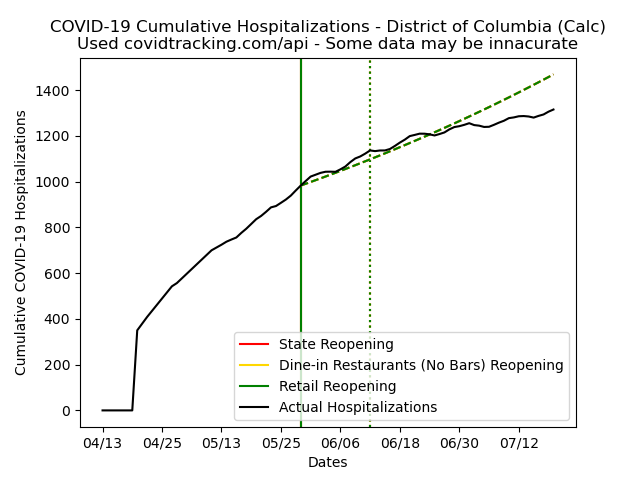 COVID-19 Cumulative Hospitalizations - District of Columbia (Calc)
Used covidtracking.com/api - Some data may be innacurate
Cumulative COVID-19 Hospitalizations
1400
1200
1000
800
600
400
200
0
State Reopening
Dine-in Restaurants (No Bars) Reopening
Retail Reopening
Actual Hospitalizations
04/13 04/25 05/13 05/25 06/06 06/18 06/30 07/12
Dates